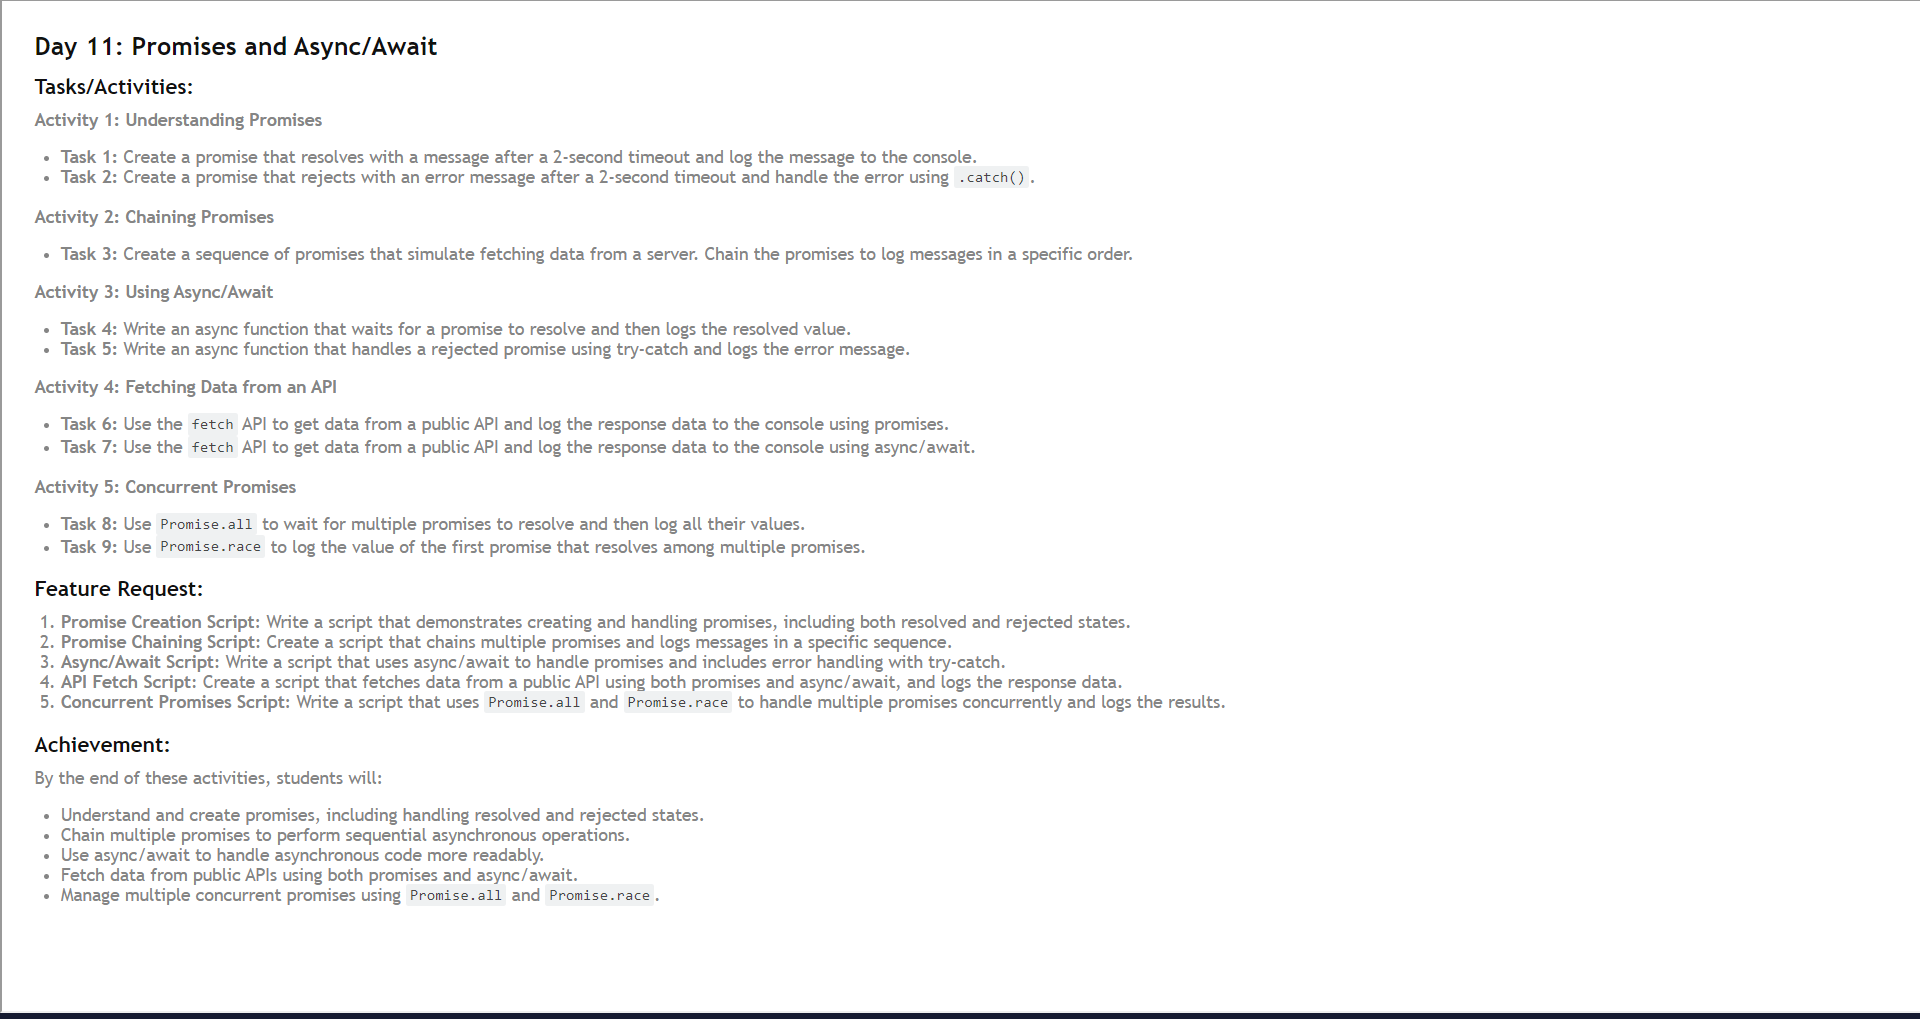 Day 11: Promises and Async/Await
Tasks/Activities:
Activity 1: Understanding Promises
Task 1: Create a promise that resolves with a message after a 2-second timeout and log the message to the console.
Task 2: Create a promise that rejects with an error message after a 2-second timeout and handle the error using .catch().
Activity 2: Chaining Promises
Task 3: Create a sequence of promises that simulate fetching data from a server. Chain the promises to log messages in a specific order.
Activity 3: Using Async/Await
Task 4: Write an async function that waits for a promise to resolve and then logs the resolved value.
Task 5: Write an async function that handles a rejected promise using try-catch and logs the error message.
Activity 4: Fetching Data from an API
Task 6: Use the fetch API to get data from a public API and log the response data to the console using promises.
Task 7: Use the fetch API to get data from a public API and log the response data to the console using async/await.
Activity 5: Concurrent Promises
Task 8: Use Promise.all to wait for multiple promises to resolve and then log all their values.
Task 9: Use Promise.race to log the value of the first promise that resolves among multiple promises.
Feature Request:
1. Promise Creation Script: Write a script that demonstrates creating and handling promises, including both resolved and rejected states.
2. Promise Chaining Script: Create a script that chains multiple promises and logs messages in a specific sequence.
3. Async/Await Script: Write a script that uses async/await to handle promises and includes error handling with try-catch.
4. API Fetch Script: Create a script that fetches data from a public API using both promises and async/await, and logs the response data.
5. Concurrent Promises Script: Write a script that uses Promise.all and Promise.race to handle multiple promises concurrently and logs the results.
Achievement:
By the end of these activities, students will:
Understand and create promises, including handling resolved and rejected states.
Chain multiple promises to perform sequential asynchronous operations.
Use async/await to handle asynchronous code more readably.
Fetch data from public APIs using both promises and async/await.
Manage multiple concurrent promises using Promise.all and Promise.race.